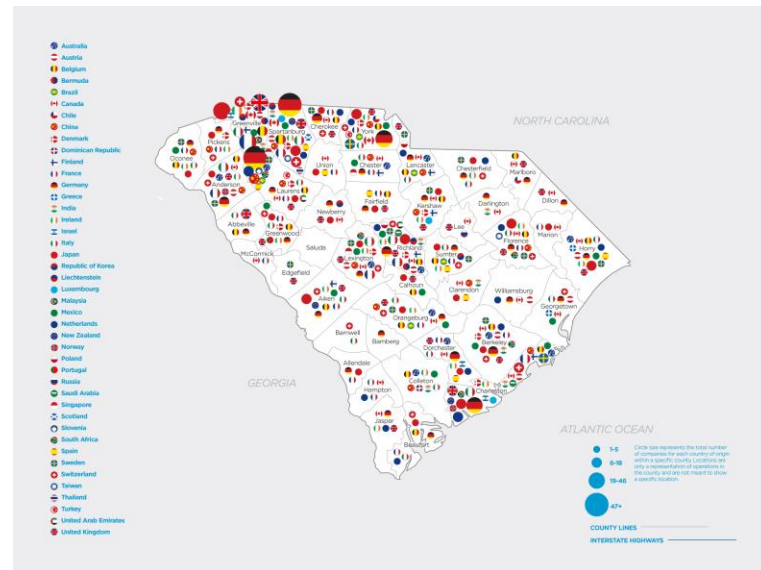 Australia
Austria
Belgium
Bermuda
Brazil
Canada
Chile
China
Denmark
Dominican Republic
Finland
France
Germany
Greece
India
Ireland
Israel
Italy
Japan
Republic of Korea
Liechtenstein
Luxembourg
Malaysia
Mexico
Netherlands
New Zealand
Norway
Poland
Portugal
Russia
Saudi Arabia
Singapore
Scotland
Slovenia
South Africa
Spain
Sweden
Switzerland
Taiwan
Thailand
Turkey
United Arab Emirates
United Kingdom
NORTH CAROLINA
Greenville
Spartanburg
Cherokee
York
Pickens
Oconee
Anderson
Union
Chester
Lancaster
Chesterfield
Marlboro
Laurens
Newberry
Fairfield
Kershaw
Darlington
Dillon
Abbeville
Greenwood
Saluda
Lee
Florence
Marion
McCormick
Edgefield
Lexington
Richland
Sumter
Horry
Aiken
Calhoun
Clarendon
Williamsburg
Georgetown
Orangeburg
Barnwell
Bamberg
Dorchester
Berkeley
Allendale
Colleton
Charleston
Hampton
Jasper
Beaufort
GEORGIA
ATLANTIC OCEAN
1-5
6-18
19-46
47+
Circle size represents the total number
of companies for each country of origin
within a specific county. Locations are
only a representation of operations in
the county and are not meant to show
a specific location.
COUNTY LINES
INTERSTATE HIGHWAYS